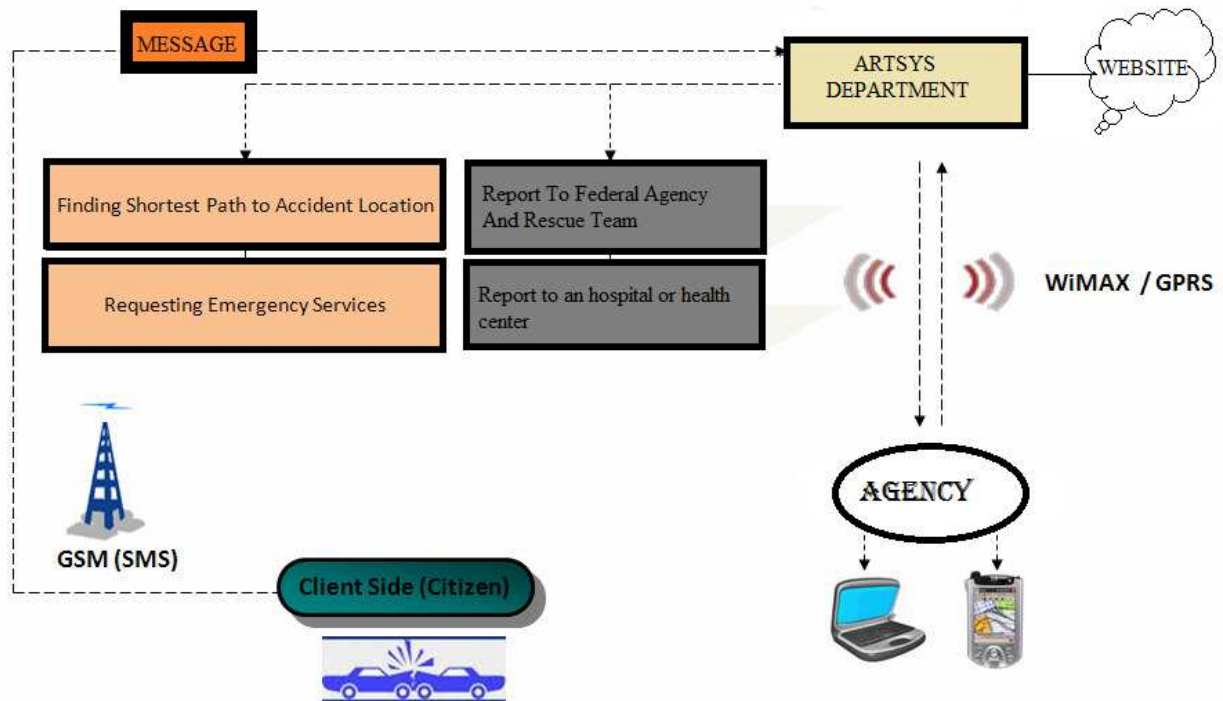 MESSAGE
ARTSYS
DEPARTMENT
WEBSITE
Finding Shortest Path to Accident Location
Requesting Emergency Services
Report To Federal Agency
And Rescue Team
Report to an hospital or health
center
WiMAX / GPRS
AGENCY
GSM (SMS)
Client Side (Citizen)